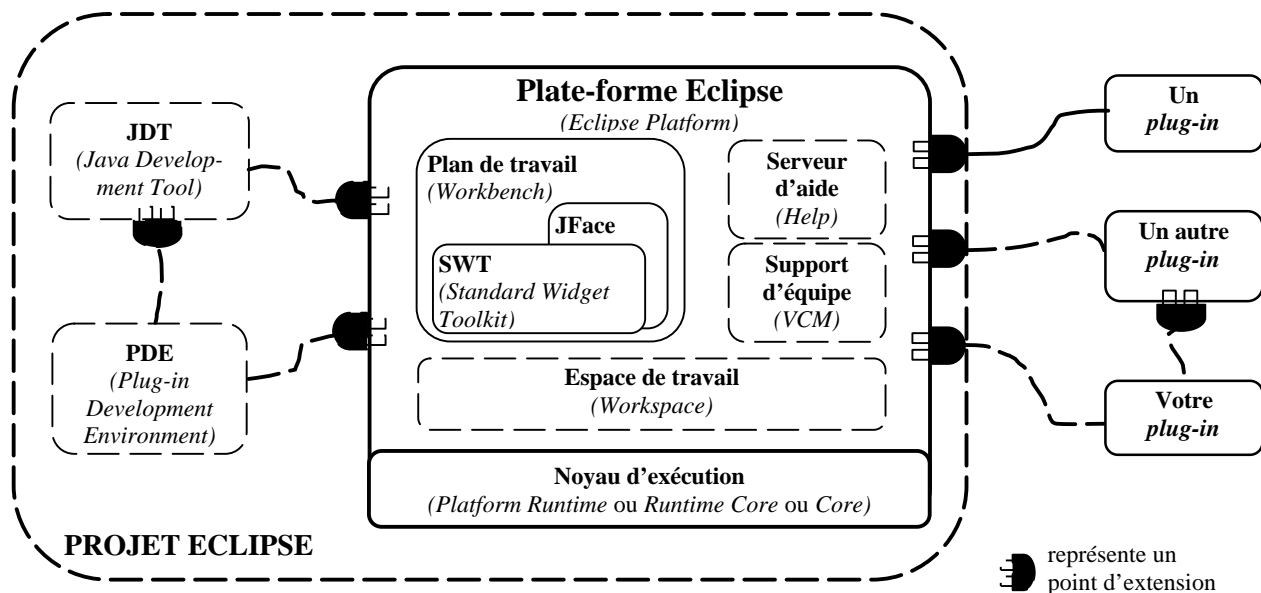 Plate-forme Eclipse
(Eclipse Platform)
JDT
(Java Develop-
ment Tool)
PDE
(Plug-in
Development
Environment)
Plan de travail
(Workbench)
JFace
SWT
(Standard Widget
Toolkit)
Serveur
d'aide
(Help)
Support
d'équipe
(VCM)
Espace de travail
(Workspace)
Noyau d'exécution
(Platform Runtime ou Runtime Core ou Core)
PROJET ECLIPSE
Un
plug-in
Un autre
plug-in
Votre
plug-in
représente un
point d'extension